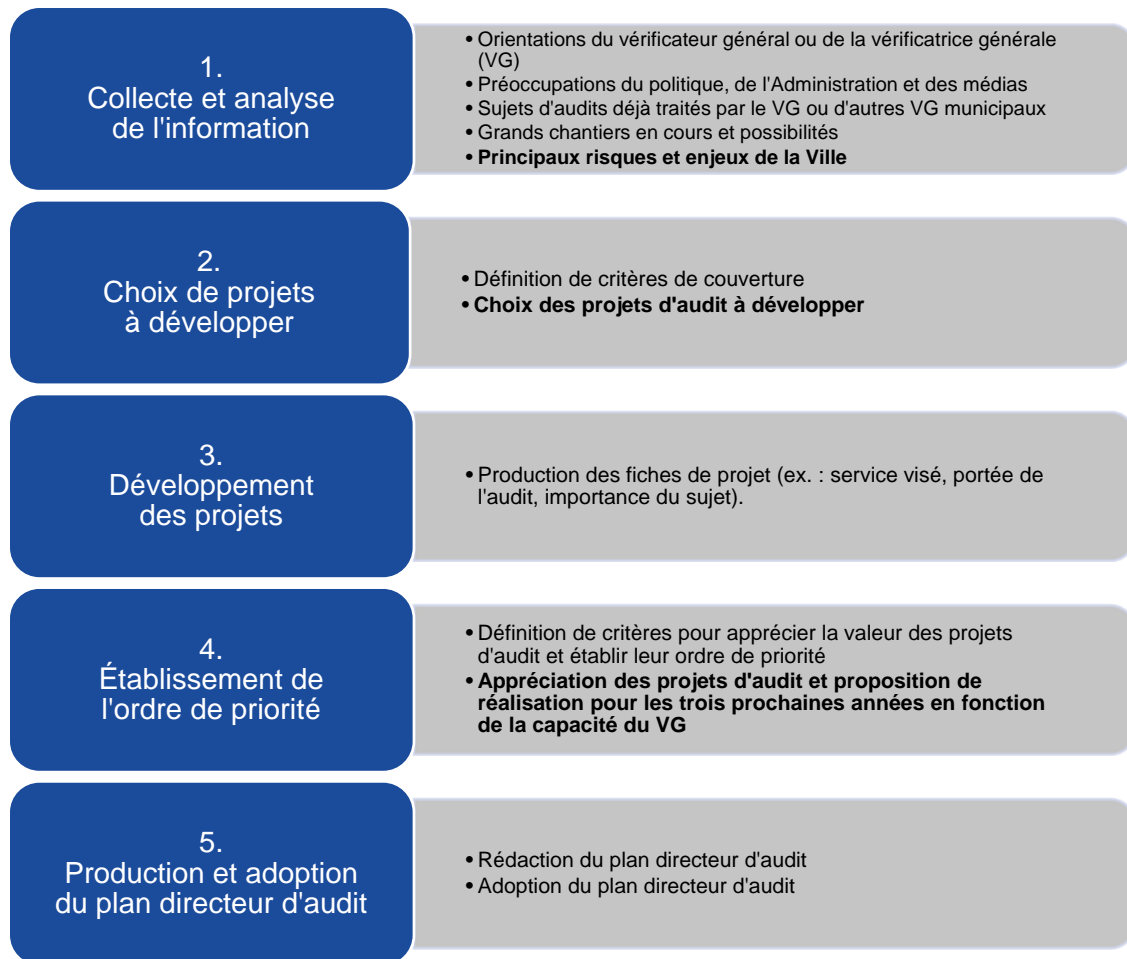 1.
Collecte et analyse
de l'information
• Orientations du vérificateur général ou de la vérificatrice générale
(VG)
• Préoccupations du politique, de l'Administration et des médias
• Sujets d'audits déjà traités par le VG ou d'autres VG municipaux
• Grands chantiers en cours et possibilités
• Principaux risques et enjeux de la Ville
2.
Choix de projets
à développer
• Définition de critères de couverture
• Choix des projets d'audit à développer
3.
Développement
des projets
• Production des fiches de projet (ex. : service visé, portée de
l'audit, importance du sujet).
4.
Établissement de
l'ordre de priorité
• Définition de critères pour apprécier la valeur des projets
d'audit et établir leur ordre de priorité
• Appréciation des projets d'audit et proposition de
réalisation pour les trois prochaines années en fonction
de la capacité du VG
5.
Production et adoption
du plan directeur d'audit
• Rédaction du plan directeur d'audit
• Adoption du plan directeur d'audit